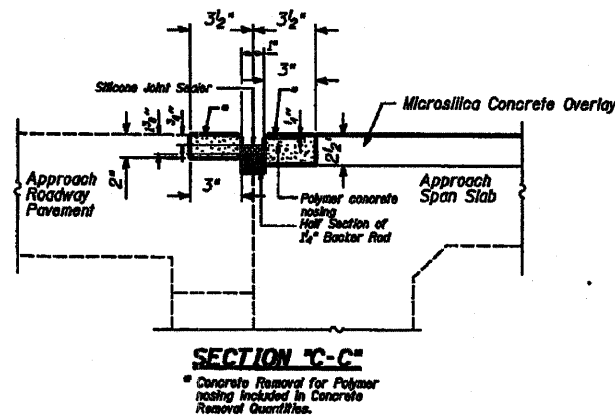 3½" 3½"
1"
3"
Silicone Joint Sealer
Microsilica Concrete Overlay
2½"
2"
3"
Approach
Roadway
Pavement
Approach
Span Slab
Polymer concrete
nosing
Half Section of
1¼" Backer Rod
SECTION "C-C"
* Concrete Removal for Polymer
nosing included in Concrete
Removal Quantities.